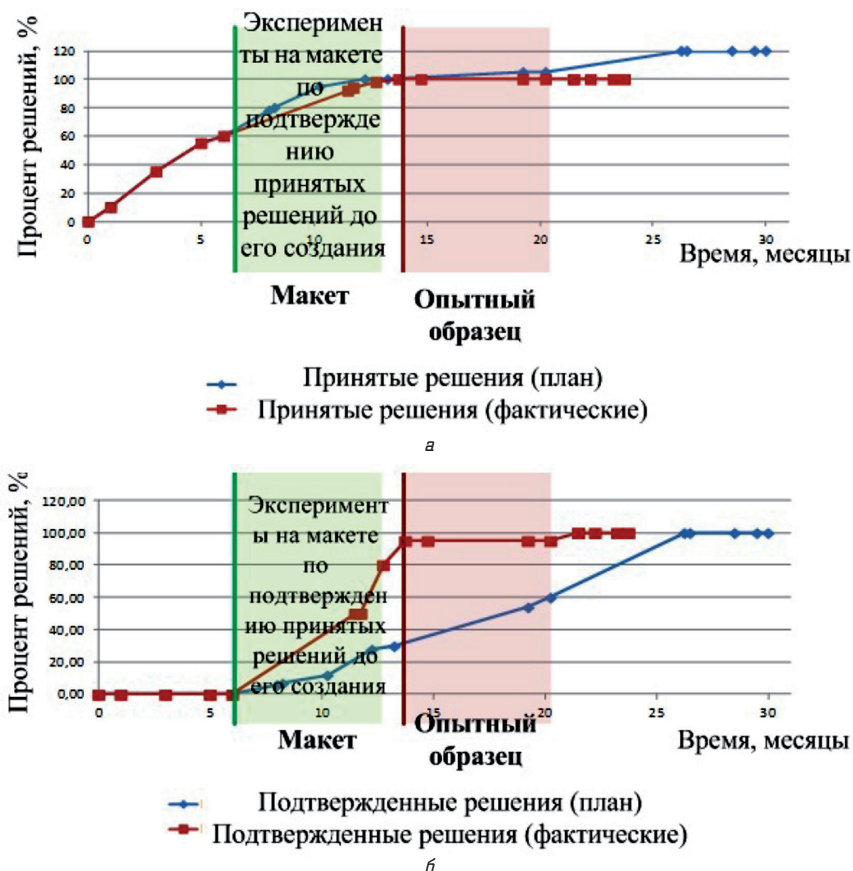 Процент решений, %
120
100
80
60
40
20
0
Эксперимен
ты на макете
по
подтвержде
нию
принятых
решений до
его создания
0
5
10
15
20
25
30
Время, месяцы
Макет
Опытный
образец
Принятые решения (план)
Принятые решения (фактические)
а
Процент решений, %
120,00
100,00
80,00
60,00
40,00
20,00
0,00
Эксперимент
ы на макете
по
подтвержден
ию принятых
решений до
его создания
0
5
10
15
20
25
30
Макет
Опытный
образец
Время, месяцы
Подтвержденные решения (план)
Подтвержденные решения (фактические)
б